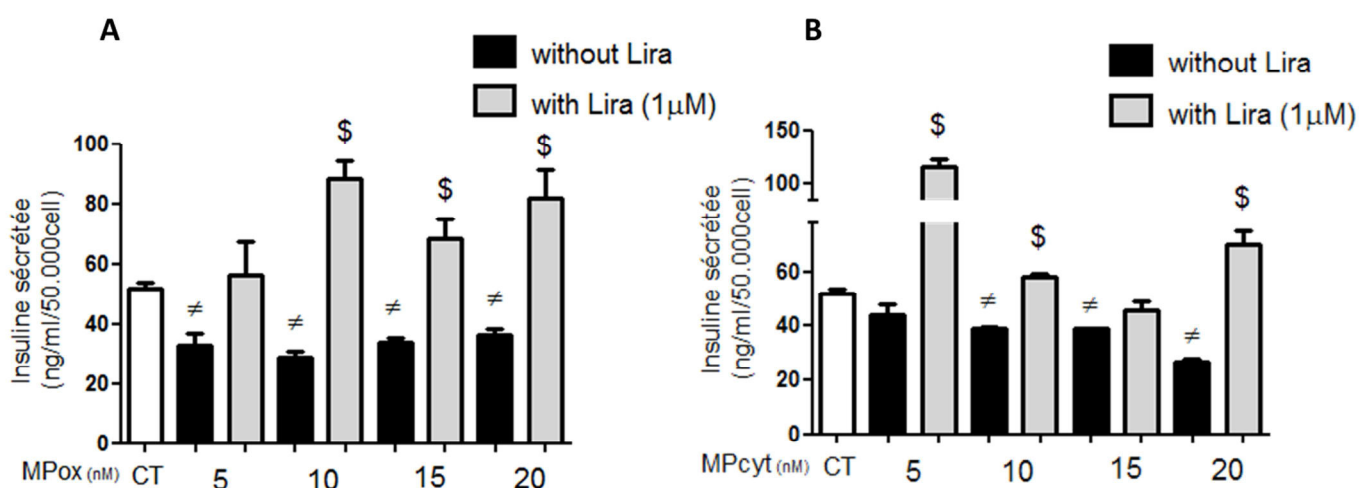 A
without Lira
with Lira (1µM)
Insuline sécrétée
(ng/ml/50.000cell)
100
80
60
40
20
0
$
$
$
≠
≠
≠
≠
MPox (nM) CT 5 10 15 20
B
without Lira
with Lira (1µM)
Insuline sécrétée
(ng/ml/50.000cell)
150
100
60
40
20
0
$
$
$
≠
≠
≠
MPcyt (nM) CT 5 10 15 20